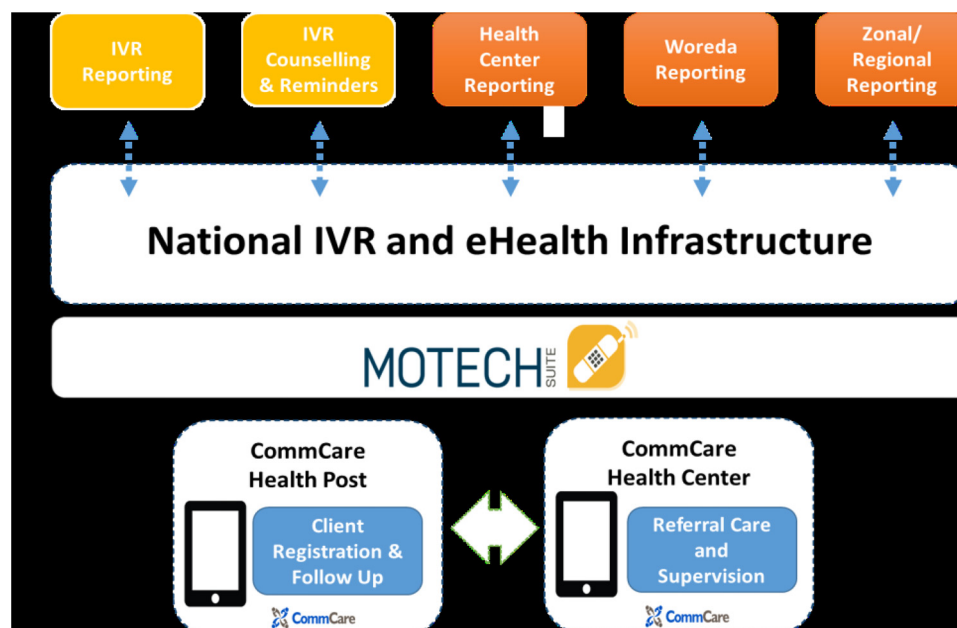 IVR
Reporting
IVR
Counselling
& Reminders
Health
Center
Reporting
Woreda
Reporting
Zonal/
Regional
Reporting
National IVR and eHealth Infrastructure
MOTECH SUITE
CommCare
Health Post
Client
Registration &
Follow Up
CommCare
CommCare
Health Center
Referral Care
and
Supervision
CommCare